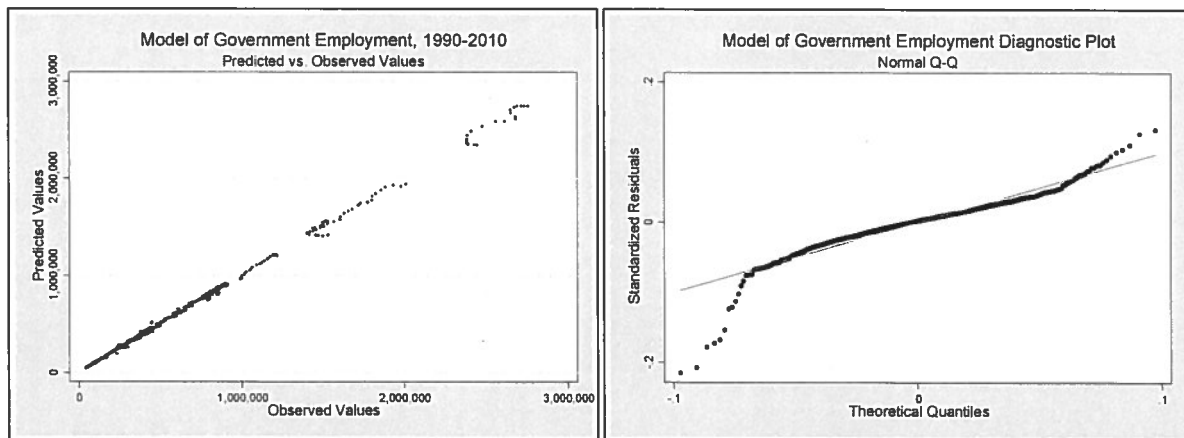 Model of Government Employment, 1990-2010
Predicted vs. Observed Values
Predicted Values
3,000,000
2,000,000
1,000,000
0
0 1,000,000 2,000,000 3,000,000
Observed Values
Model of Government Employment Diagnostic Plot
Normal Q-Q
Standardized Residuals
.2
0
-.2
-.1 0 .1
Theoretical Quantiles